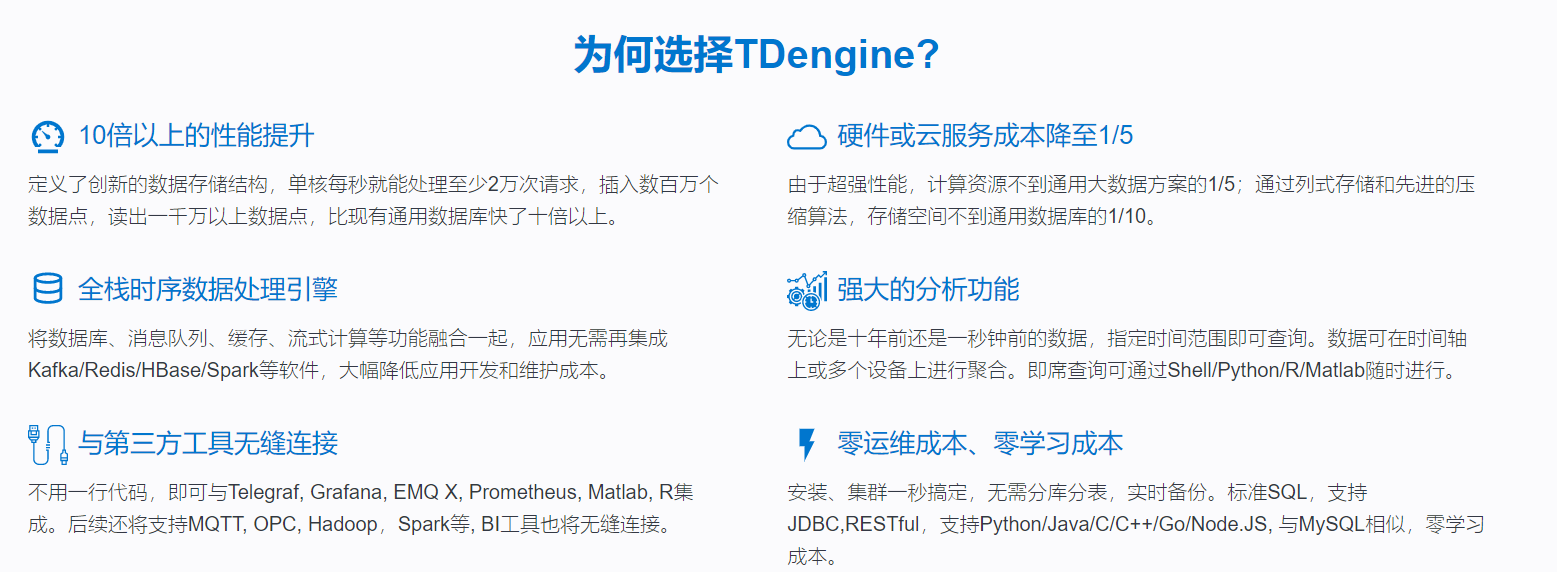 为何选择TDengine?
10倍以上的性能提升
定义了创新的数据存储结构，单核每秒就能处理至少2万次请求，插入数百万个
数据点，读出一千万以上数据点，比现有通用数据库快了十倍以上。
硬件或云服务成本降至1/5
由于超强性能，计算资源不到通用大数据方案的1/5；通过列式存储和先进的压
缩算法，存储空间不到通用数据库的1/10。
全栈时序数据处理引擎
将数据库、消息队列、缓存、流式计算等功能融合一起，应用无需再集成
Kafka/Redis/HBase/Spark等软件，大幅降低应用开发和维护成本。
强大的分析功能
无论是十年前还是一秒钟前的数据，指定时间范围即可查询。数据可在时间轴
上或多个设备上进行聚合。即席查询可通过Shell/Python/R/Matlab随时进行。
与第三方工具无缝连接
不用一行代码，即可与Telegraf, Grafana, EMQ X, Prometheus, Matlab, R集
成。后续还将支持MQTT, OPC, Hadoop，Spark等, BI工具也将无缝连接。
零运维成本、零学习成本
安装、集群一秒搞定，无需分库分表，实时备份。标准SQL，支持
JDBC,RESTful，支持Python/Java/C/C++/Go/Node.JS, 与MySQL相似，零学习
成本。